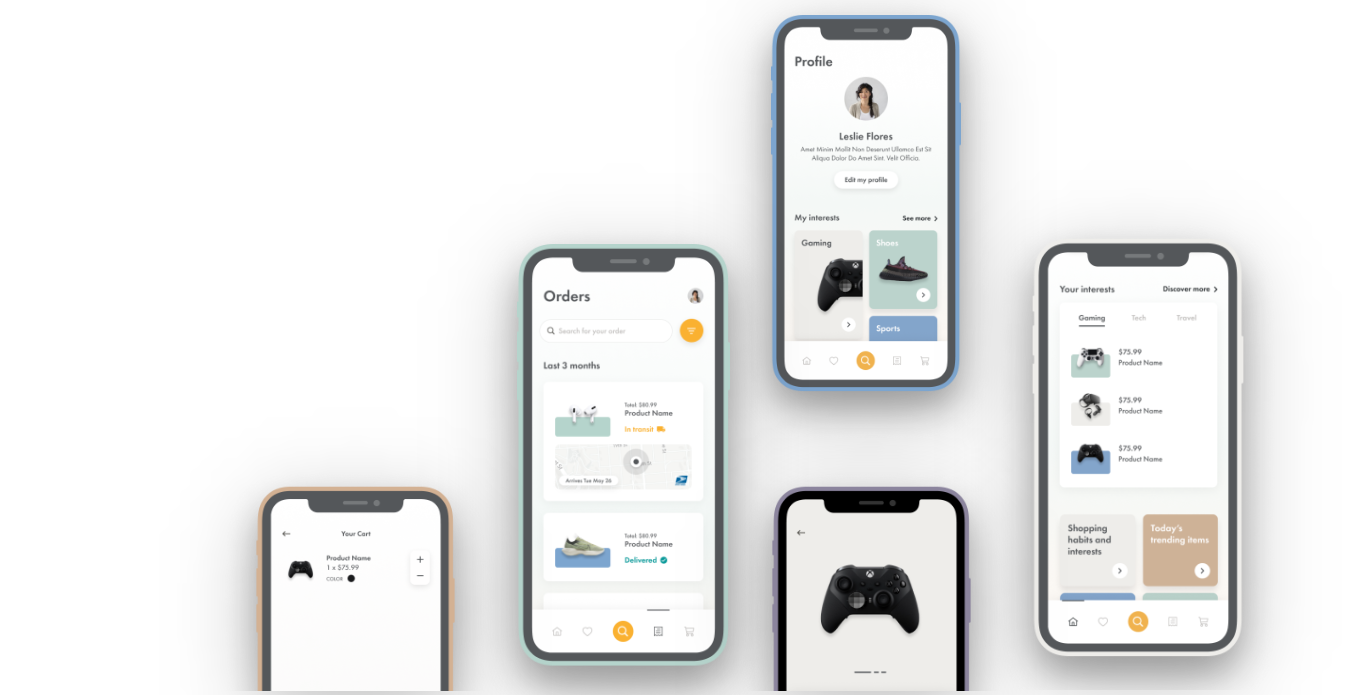 Profile
Leslie Flores
Amet Minim Mollit Non Deserunt Ullamco Est Sit
Aliqua Dolor Do Amet Sint. Velit Officia.
Edit my profile
My interests
See more
Gaming
Shoes
Sports
Orders
Search for your order
Last 3 months
Total: $80.99
Product Name
In transit
Arrives Tue May 26
Total: $80.99
Product Name
Delivered
Your interests
Discover more
Gaming
Tech
Travel
$75.99
Product Name
$75.99
Product Name
$75.99
Product Name
Shopping
habits and
interests
Today's
trending items
Your Cart
Product Name
1 x $75.99
COLOR